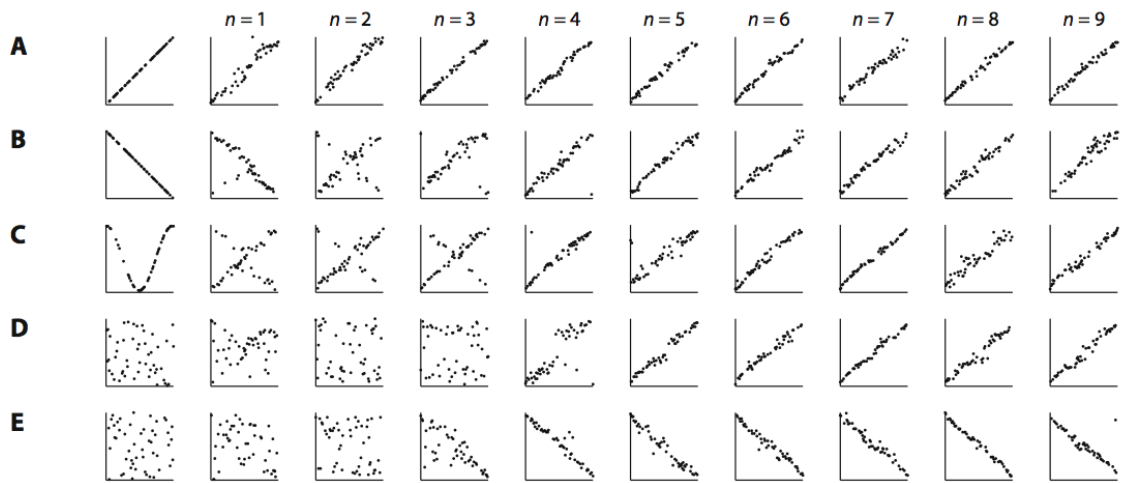 n = 1 n = 2 n = 3 n = 4 n = 5 n = 6 n = 7 n = 8 n = 9
A
B
C
D
E